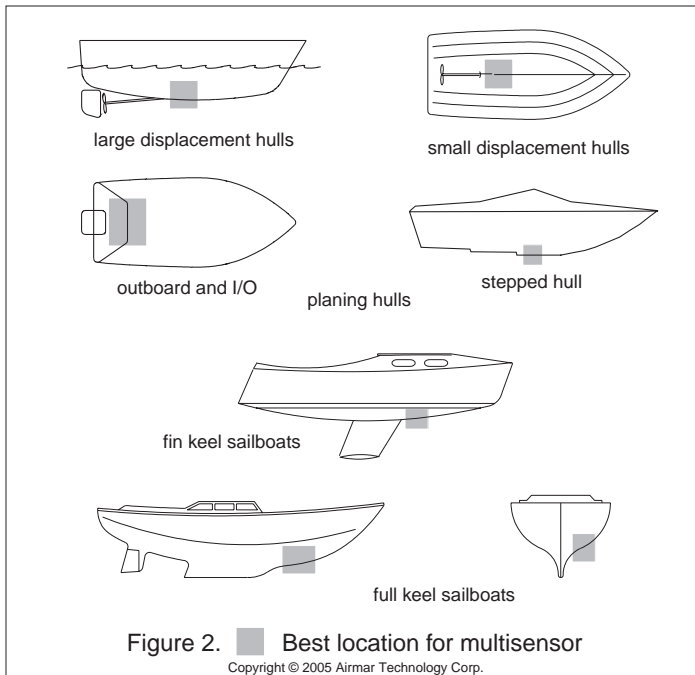 large displacement hulls
small displacement hulls
outboard and I/O
stepped hull
planing hulls
fin keel sailboats
full keel sailboats
Figure 2. Best location for multisensor
Copyright © 2005 Airmar Technology Corp.